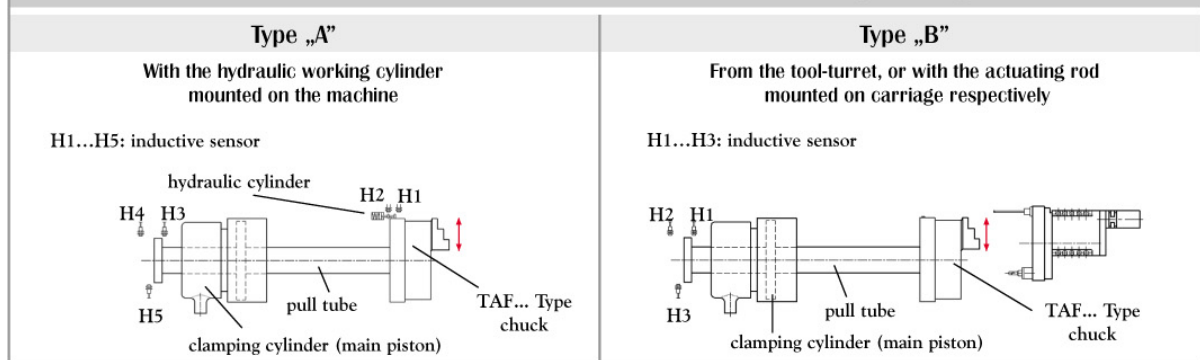 Type „A”
With the hydraulic working cylinder
mounted on the machine
H1...H5: inductive sensor
hydraulic cylinder
H2 H1
H4 H3
H5
pull tube
TAF... Type
chuck
clamping cylinder (main piston)
Type „B”
From the tool-turret, or with the actuating rod
mounted on carriage respectively
H1...H3: inductive sensor
H2 H1
H3
pull tube
TAF... Type
chuck
clamping cylinder (main piston)